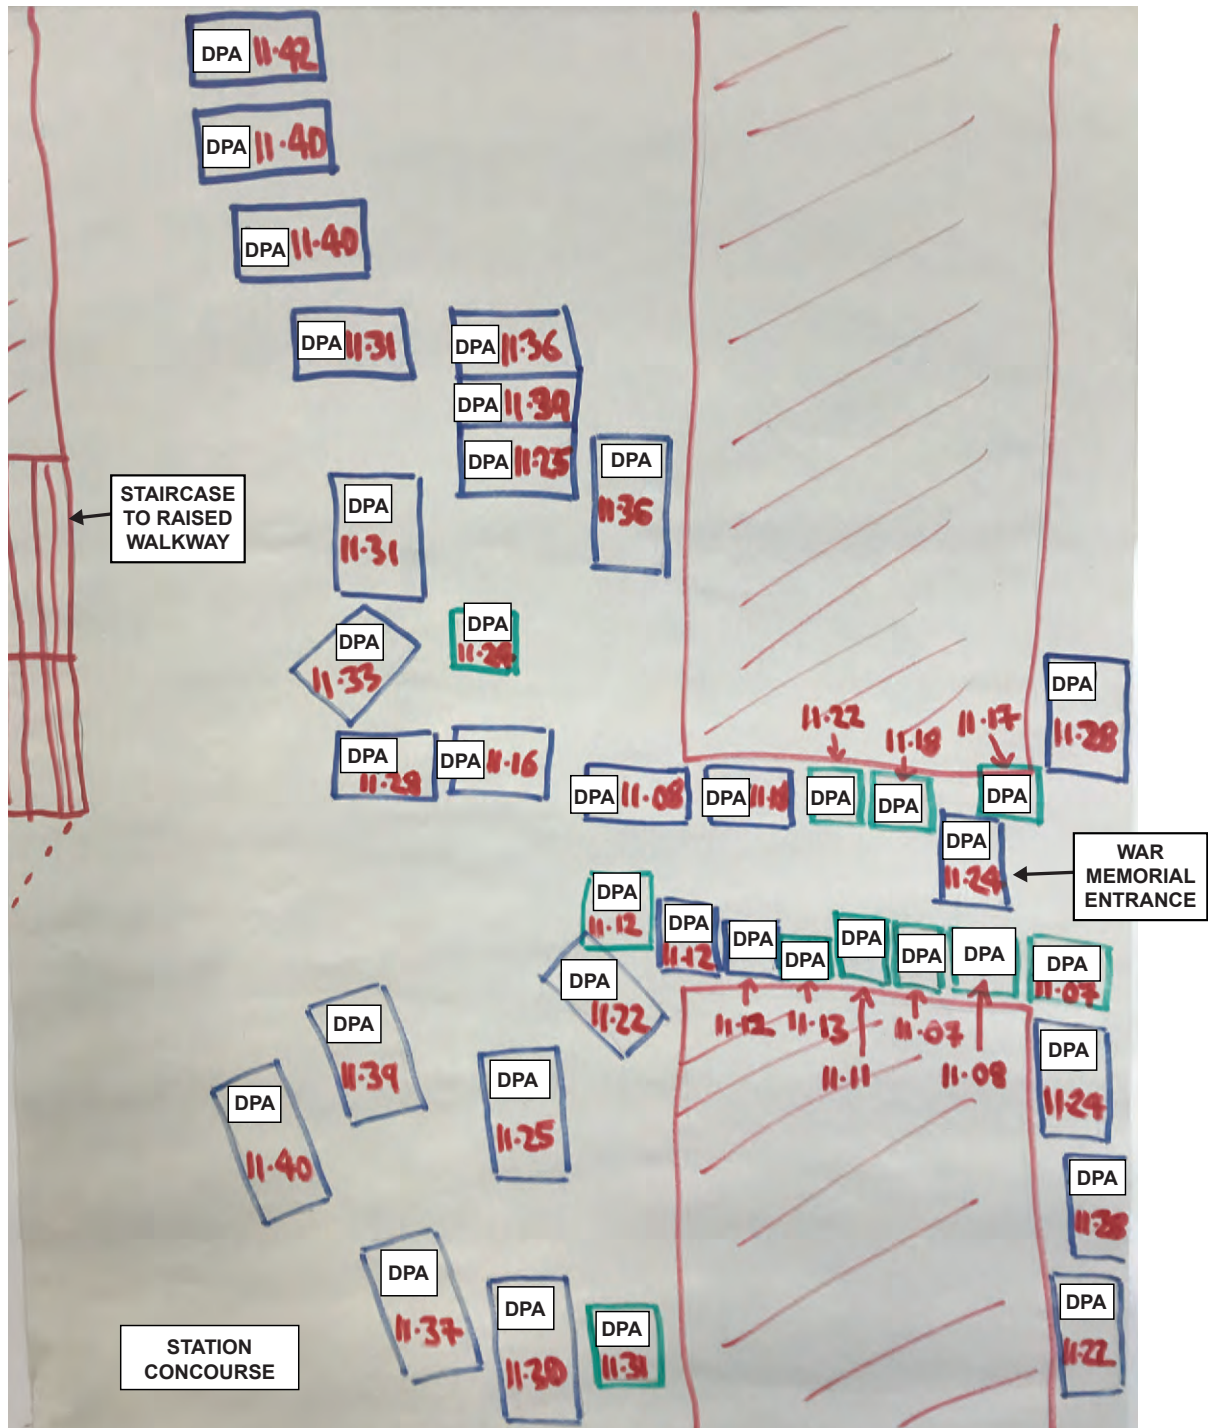 DPA 11.42
DPA 11.40
DPA 11.40
DPA 11.31
DPA 11.36
DPA 11.39
DPA 11.25
DPA
11.36
STAIRCASE
TO RAISED
WALKWAY
DPA
11.31
DPA
11.33
DPA
DPA
11.28
DPA 11.16
DPA 11.08
DPA 11.18
11.22
DPA
11.18
DPA
11.17
DPA
DPA
11.28
DPA
11.24
WAR
MEMORIAL
ENTRANCE
DPA
11.12
DPA
11.12
DPA
11.12
DPA
11.13
DPA
11.11
DPA
11.07
DPA
11.08
DPA
11.07
DPA
11.22
DPA
11.39
DPA
11.40
DPA
11.25
DPA
11.24
DPA
11.28
DPA
11.37
DPA
11.30
DPA
11.31
DPA
11.22
STATION
CONCOURSE